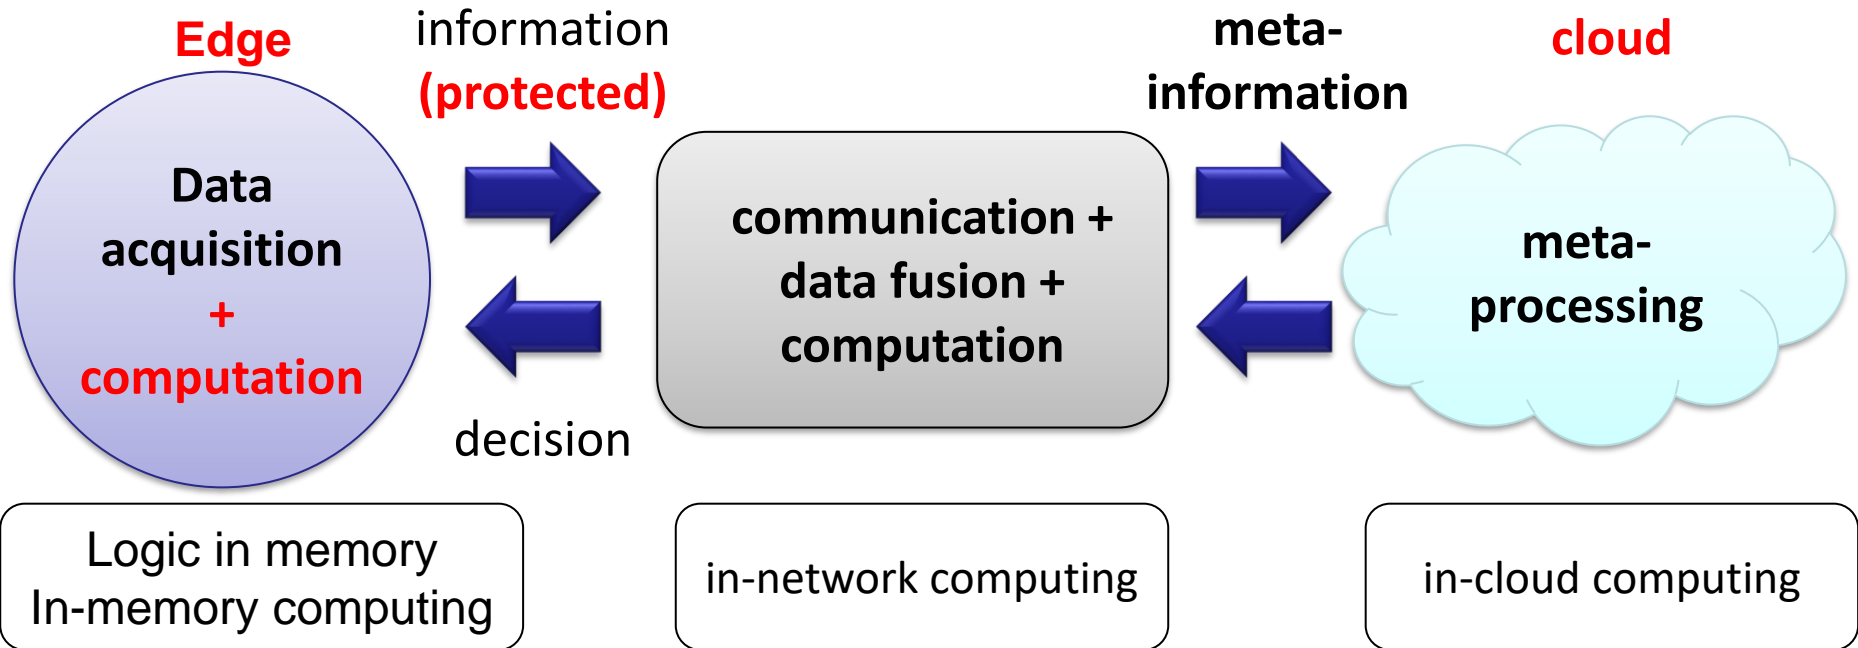 Edge
information
(protected)
meta-
information
cloud
Data
acquisition
+
computation
communication +
data fusion +
computation
meta-
processing
decision
Logic in memory
In-memory computing
in-network computing
in-cloud computing